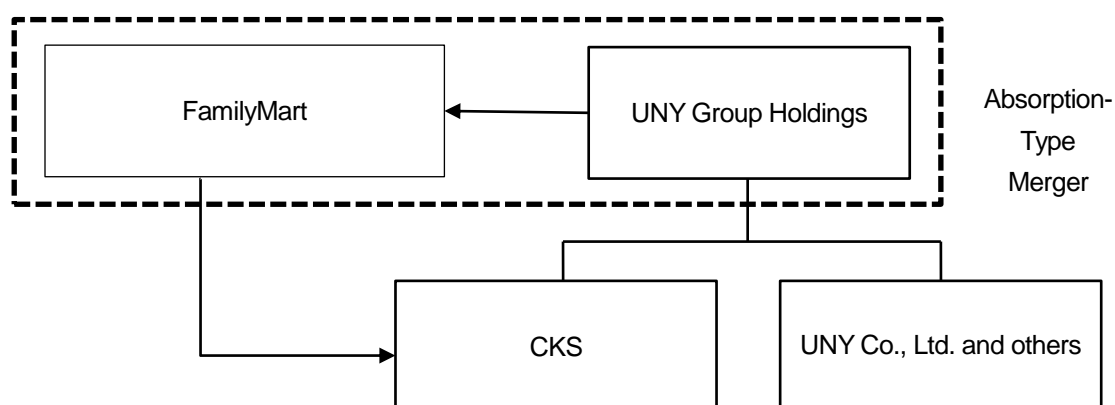 FamilyMart
UNY Group Holdings
Absorption-
Type
Merger
CKS
UNY Co., Ltd. and others